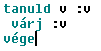 tanuld v :v
várj :v
vége